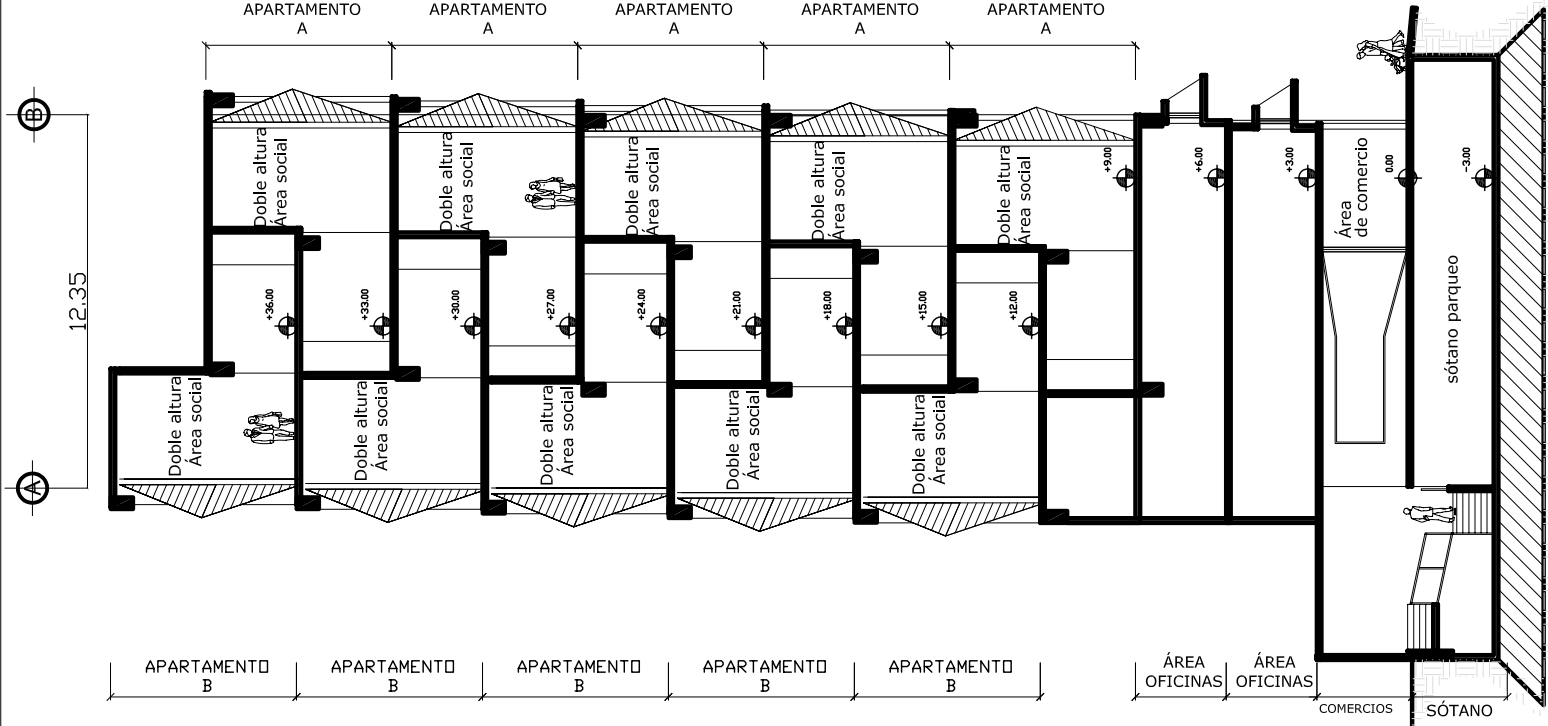 APARTAMENTO
A
APARTAMENTO
A
APARTAMENTO
A
APARTAMENTO
A
APARTAMENTO
A
B
12.35
A
Doble altura
Área social
Doble altura
Área social
Doble altura
Área social
Doble altura
Área social
Doble altura
Área social
+9.00
+6.00
+3.00
0.00
-3.00
Área
de comercio
sótano parqueo
+36.00
+33.00
+30.00
+27.00
+24.00
+21.00
+18.00
+15.00
+12.00
Doble altura
Área social
Doble altura
Área social
Doble altura
Área social
Doble altura
Área social
Doble altura
Área social
APARTAMENTO
B
APARTAMENTO
B
APARTAMENTO
B
APARTAMENTO
B
APARTAMENTO
B
ÁREA
OFICINAS
ÁREA
OFICINAS
COMERCIOS
SÓTANO